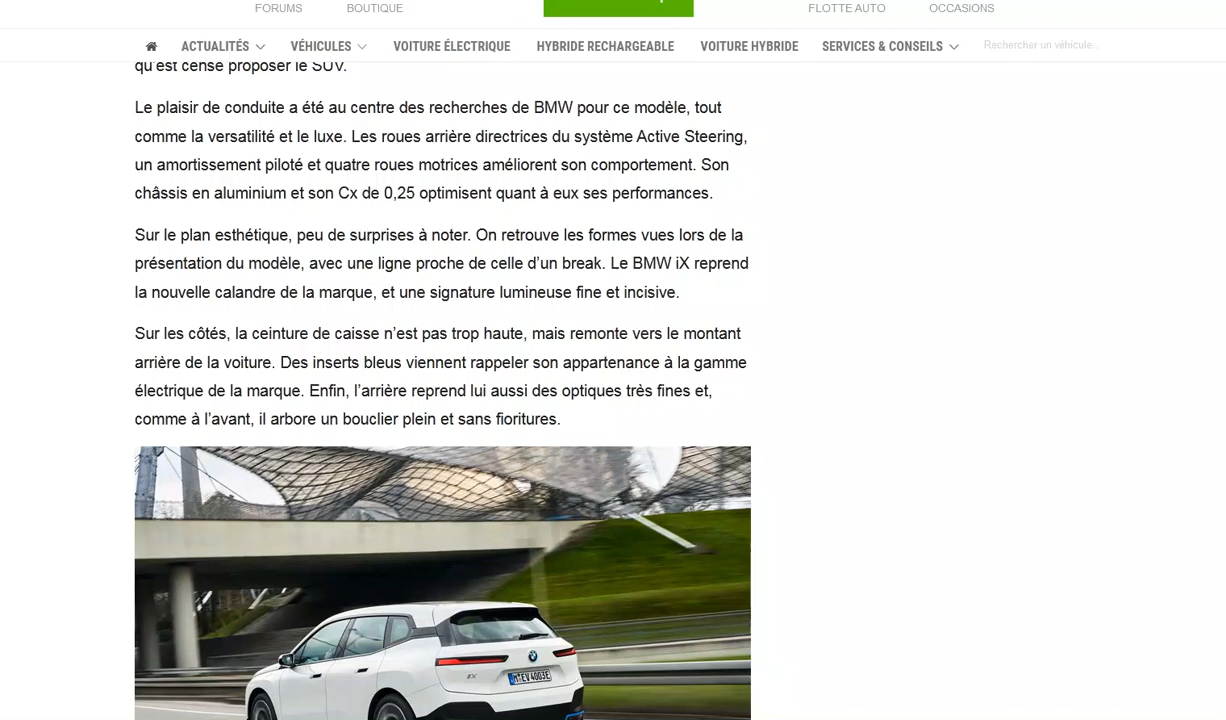 FORUMS BOUTIQUE FLOTTE AUTO OCCASIONS
ACTUALITÉS VÉHICULES VOITURE ÉLECTRIQUE HYBRIDE RECHARGEABLE VOITURE HYBRIDE SERVICES & CONSEILS Rechercher un véhicule...
qu'est censé proposer le SUV.
Le plaisir de conduite a été au centre des recherches de BMW pour ce modèle, tout
comme la versatilité et le luxe. Les roues arrière directrices du système Active Steering,
un amortissement piloté et quatre roues motrices améliorent son comportement. Son
châssis en aluminium et son Cx de 0,25 optimisent quant à eux ses performances.
Sur le plan esthétique, peu de surprises à noter. On retrouve les formes vues lors de la
présentation du modèle, avec une ligne proche de celle d’un break. Le BMW iX reprend
la nouvelle calandre de la marque, et une signature lumineuse fine et incisive.
Sur les côtés, la ceinture de caisse n’est pas trop haute, mais remonte vers le montant
arrière de la voiture. Des inserts bleus viennent rappeler son appartenance à la gamme
électrique de la marque. Enfin, l’arrière reprend lui aussi des optiques très fines et,
comme à l’avant, il arbore un bouclier plein et sans fioritures.
iX
M EV 4003E